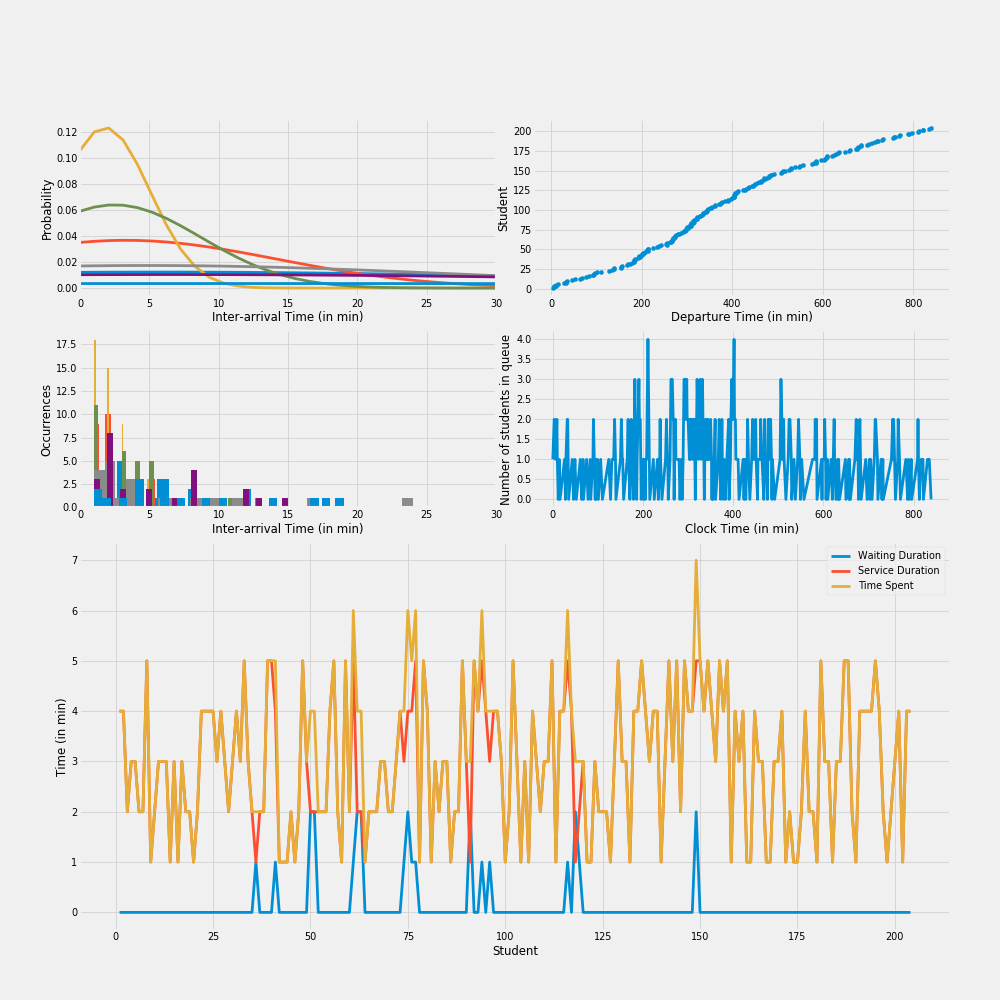 0.12
0.10
0.08
0.06
0.04
0.02
0.00
Probability
0 5 10 15 20 25 30
Inter-arrival Time (in min)
200
175
150
125
100
75
50
25
0
Student
0 200 400 600 800
Departure Time (in min)
17.5
15.0
12.5
10.0
7.5
5.0
2.5
0.0
Occurrences
0 5 10 15 20 25 30
Inter-arrival Time (in min)
4.0
3.5
3.0
2.5
2.0
1.5
1.0
0.5
0.0
Number of students in queue
0 200 400 600 800
Clock Time (in min)
Waiting Duration
Service Duration
Time Spent
7
6
5
4
3
2
1
0
Time (in min)
0 25 50 75 100 125 150 175 200
Student